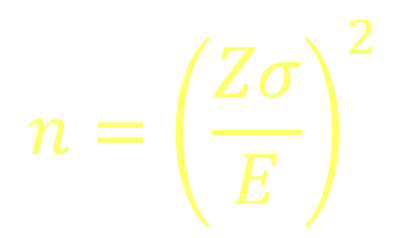 n = (Zσ/E)²